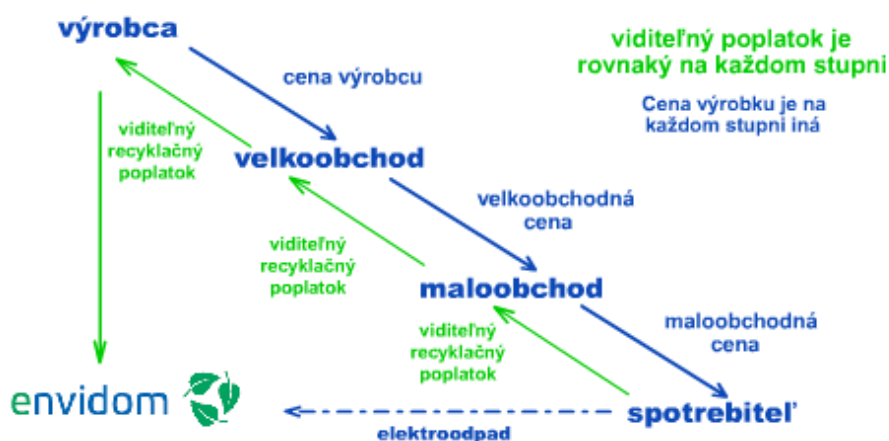 výrobca
viditeľný poplatok je
rovnaký na každom stupni
cena výrobcu
Cena výrobku je na
každom stupni iná
viditeľný
recyklačný
poplatok
velkoobchod
velkoobchodná
cena
viditeľný
recyklačný
poplatok
maloobchod
maloobchodná
cena
viditeľný
recyklačný
poplatok
envidom
spotrebiteľ
elektroodpad